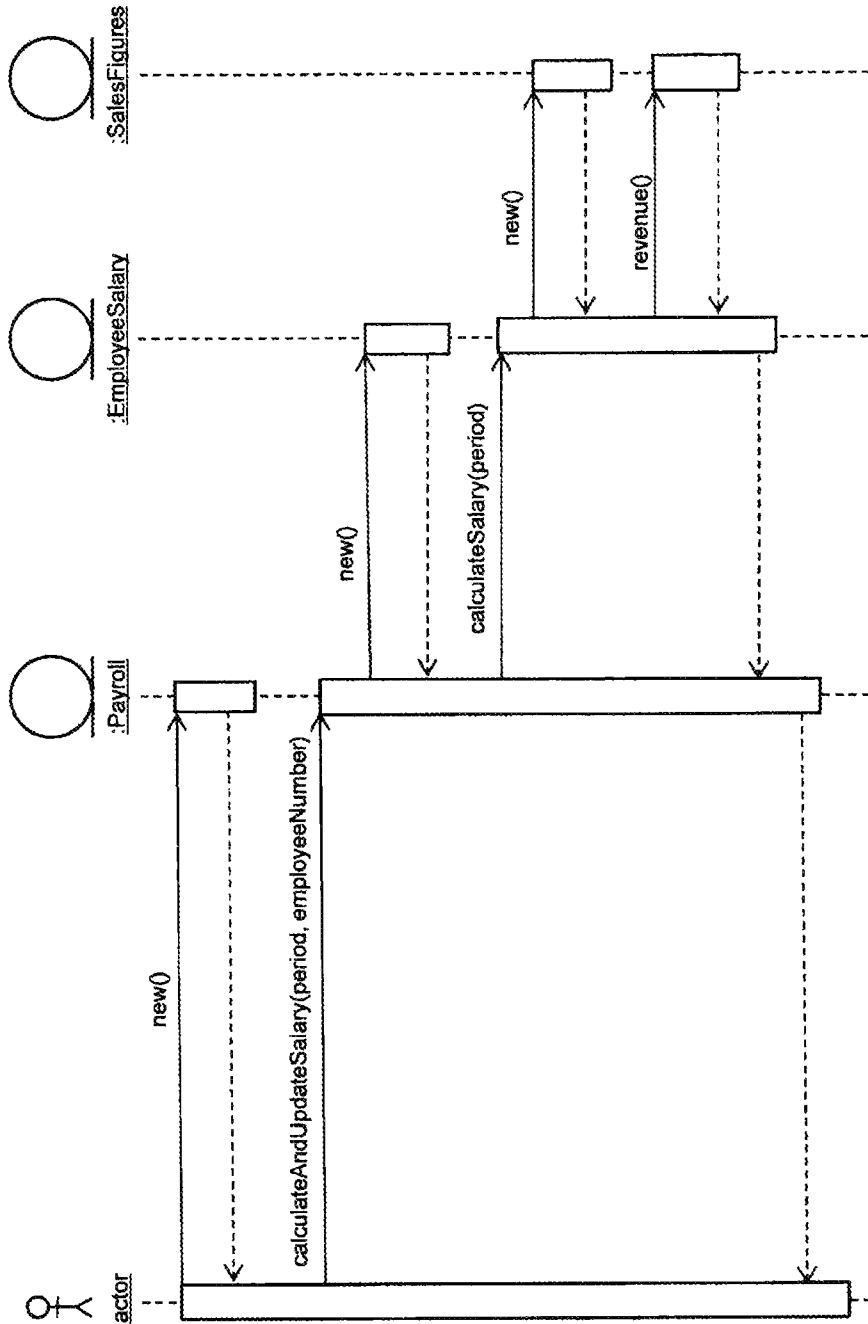 actor
:Payroll
:EmployeeSalary
:SalesFigures
new()
calculateAndUpdateSalary(period, employeeNumber)
new()
calculateSalary(period)
new()
revenue()